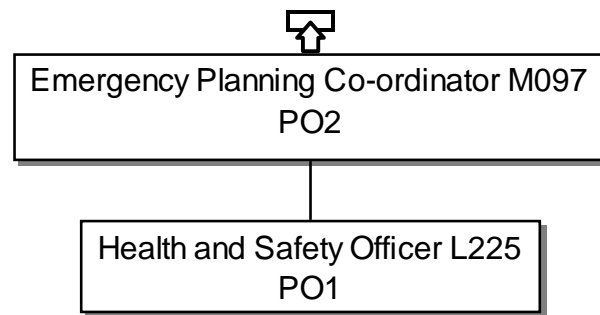 Emergency Planning Co-ordinator M097
PO2
Health and Safety Officer L225
PO1